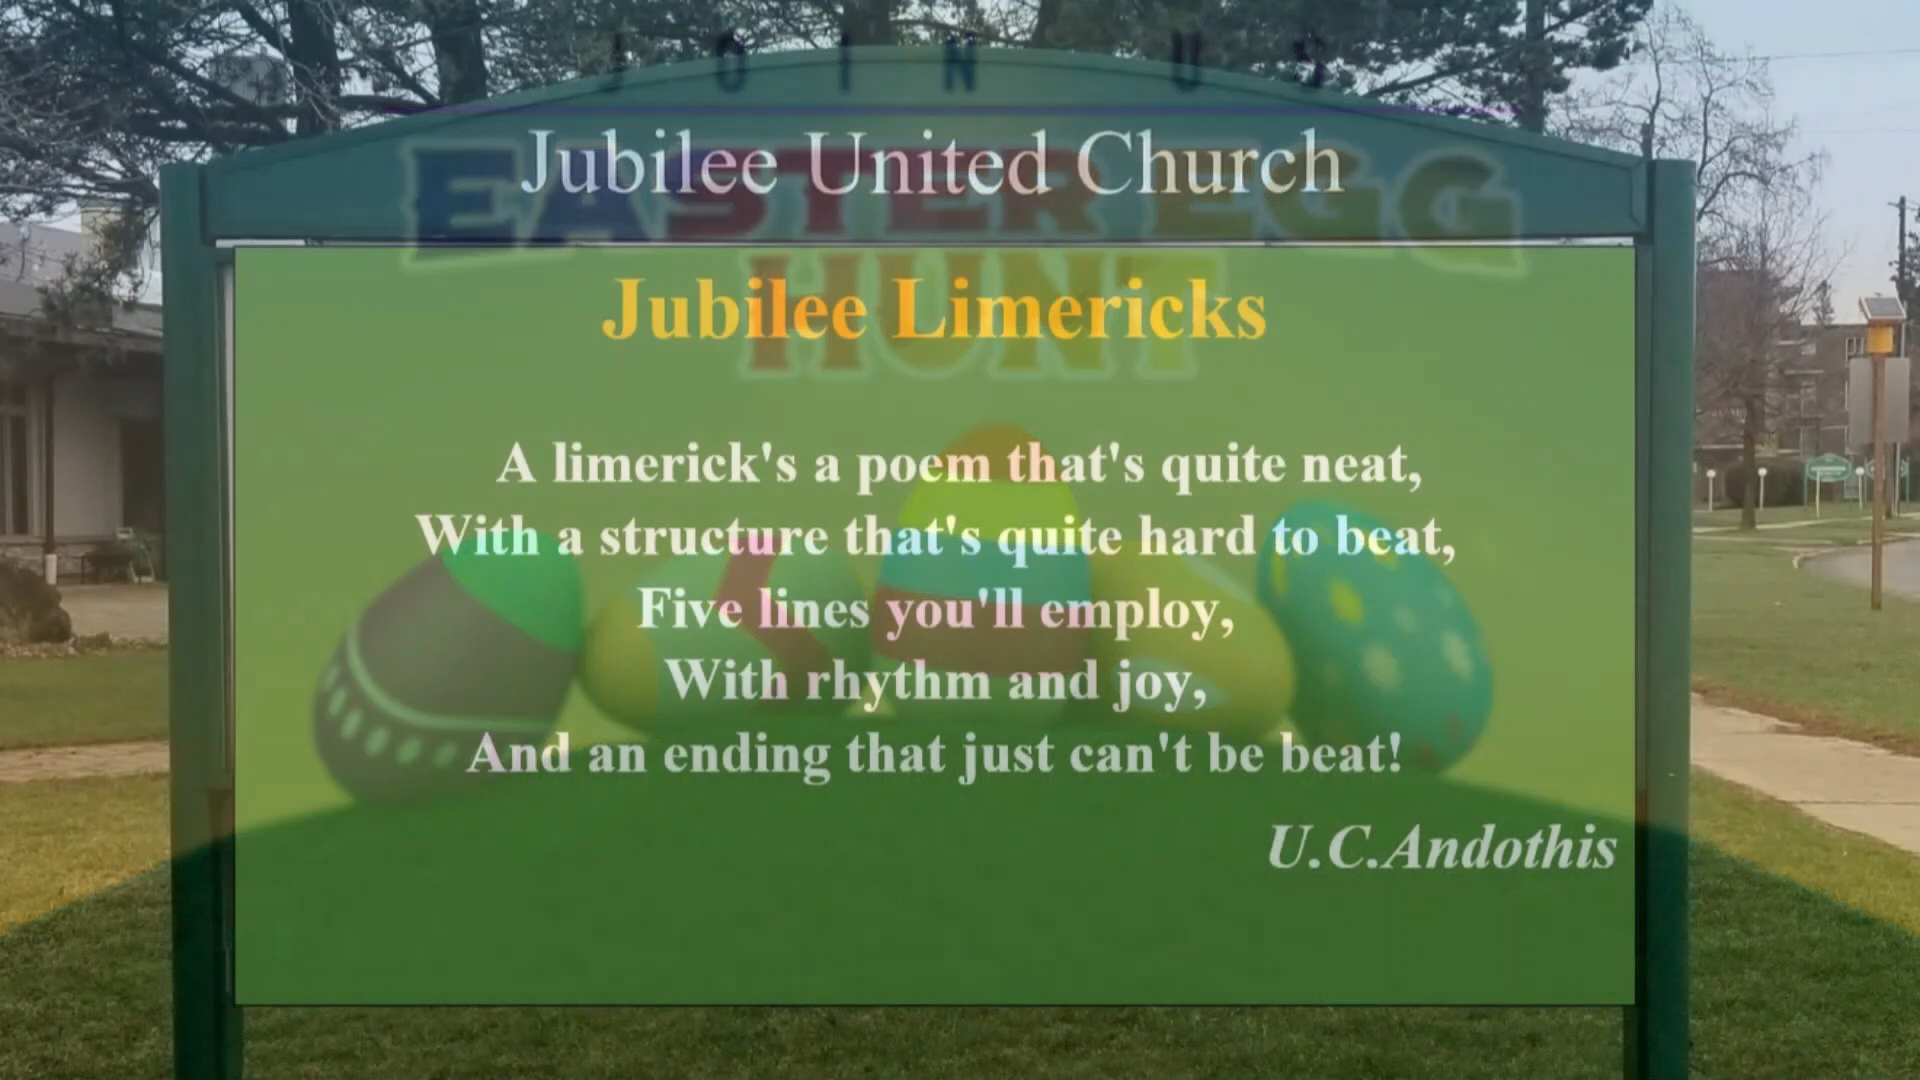 JOIN US
Jubilee United Church
EASTER EGG
HUNT
Jubilee Limericks
A limerick's a poem that's quite neat,
With a structure that's quite hard to beat,
Five lines you'll employ,
With rhythm and joy,
And an ending that just can't be beat!
U.C.Andothis